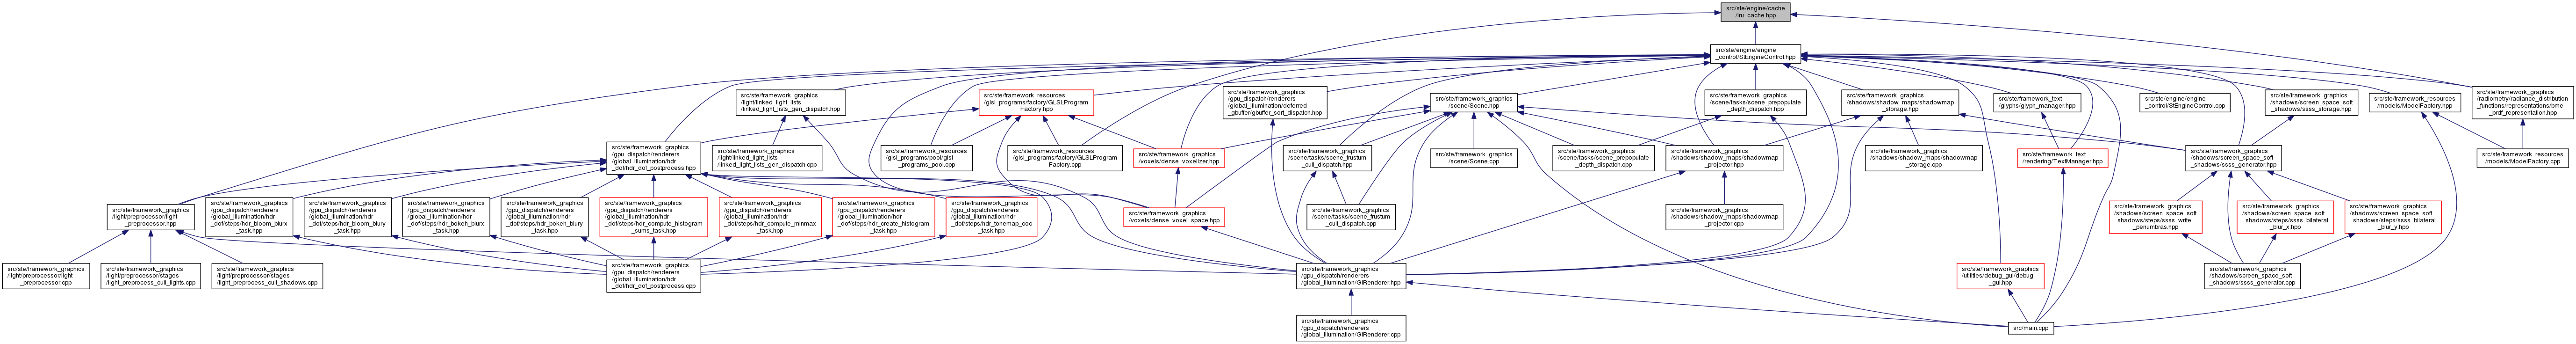 src/ste/engine/cache
/lru_cache.hpp
src/ste/engine/engine
_control/StEngineControl.hpp
src/ste/framework_graphics
/light/linked_light_lists
/linked_light_lists_gen_dispatch.hpp
src/ste/framework_resources
/glsl_programs/factory/GLSLProgram
Factory.hpp
src/ste/framework_graphics
/gpu_dispatch/renderers
/global_illumination/deferred
_gbuffer/gbuffer_sort_dispatch.hpp
src/ste/framework_graphics
/scene/Scene.hpp
src/ste/framework_graphics
/scene/tasks/scene_prepopulate
_depth_dispatch.hpp
src/ste/framework_graphics
/shadows/shadow_maps/shadowmap
_storage.hpp
src/ste/framework_text
/glyphs/glyph_manager.hpp
src/ste/engine/engine
_control/StEngineControl.cpp
src/ste/framework_graphics
/shadows/screen_space_soft
_shadows/ssss_storage.hpp
src/ste/framework_resources
/models/ModelFactory.hpp
src/ste/framework_graphics
/radiometry/radiance_distribution
_functions/representations/bme
_brdf_representation.hpp
src/ste/framework_graphics
/gpu_dispatch/renderers
/global_illumination/hdr
_dof/hdr_dof_postprocess.hpp
src/ste/framework_graphics
/light/linked_light_lists
/linked_light_lists_gen_dispatch.cpp
src/ste/framework_resources
/glsl_programs/pool/glsl
_programs_pool.cpp
src/ste/framework_resources
/glsl_programs/factory/GLSLProgram
Factory.cpp
src/ste/framework_graphics
/voxels/dense_voxelizer.hpp
src/ste/framework_graphics
/scene/tasks/scene_frustum
_cull_dispatch.hpp
src/ste/framework_graphics
/scene/Scene.cpp
src/ste/framework_graphics
/scene/tasks/scene_prepopulate
_depth_dispatch.cpp
src/ste/framework_graphics
/shadows/shadow_maps/shadowmap
_projector.hpp
src/ste/framework_graphics
/shadows/shadow_maps/shadowmap
_storage.cpp
src/ste/framework_text
/rendering/TextManager.hpp
src/ste/framework_graphics
/shadows/screen_space_soft
_shadows/ssss_generator.hpp
src/ste/framework_resources
/models/ModelFactory.cpp
src/ste/framework_graphics
/light/preprocessor/light
_preprocessor.hpp
src/ste/framework_graphics
/gpu_dispatch/renderers
/global_illumination/hdr
_dof/steps/hdr_bloom_blurx
_task.hpp
src/ste/framework_graphics
/gpu_dispatch/renderers
/global_illumination/hdr
_dof/steps/hdr_bloom_blury
_task.hpp
src/ste/framework_graphics
/gpu_dispatch/renderers
/global_illumination/hdr
_dof/steps/hdr_bokeh_blurx
_task.hpp
src/ste/framework_graphics
/gpu_dispatch/renderers
/global_illumination/hdr
_dof/steps/hdr_bokeh_blury
_task.hpp
src/ste/framework_graphics
/gpu_dispatch/renderers
/global_illumination/hdr
_dof/steps/hdr_compute_histogram
_sums_task.hpp
src/ste/framework_graphics
/gpu_dispatch/renderers
/global_illumination/hdr
_dof/steps/hdr_compute_minmax
_task.hpp
src/ste/framework_graphics
/gpu_dispatch/renderers
/global_illumination/hdr
_dof/steps/hdr_create_histogram
_task.hpp
src/ste/framework_graphics
/gpu_dispatch/renderers
/global_illumination/hdr
_dof/steps/hdr_tonemap_coc
_task.hpp
src/ste/framework_graphics
/voxels/dense_voxel_space.hpp
src/ste/framework_graphics
/scene/tasks/scene_frustum
_cull_dispatch.cpp
src/ste/framework_graphics
/shadows/shadow_maps/shadowmap
_projector.cpp
src/ste/framework_graphics
/shadows/screen_space_soft
_shadows/steps/ssss_write
_penumbras.hpp
src/ste/framework_graphics
/shadows/screen_space_soft
_shadows/steps/ssss_bilateral
_blur_x.hpp
src/ste/framework_graphics
/shadows/screen_space_soft
_shadows/steps/ssss_bilateral
_blur_y.hpp
src/ste/framework_graphics
/light/preprocessor/light
_preprocessor.cpp
src/ste/framework_graphics
/light/preprocessor/stages
/light_preprocess_cull_lights.cpp
src/ste/framework_graphics
/light/preprocessor/stages
/light_preprocess_cull_shadows.cpp
src/ste/framework_graphics
/gpu_dispatch/renderers
/global_illumination/hdr
_dof/hdr_dof_postprocess.cpp
src/ste/framework_graphics
/gpu_dispatch/renderers
/global_illumination/GIRenderer.hpp
src/ste/framework_graphics
/utilities/debug_gui/debug
_gui.hpp
src/ste/framework_graphics
/shadows/screen_space_soft
_shadows/ssss_generator.cpp
src/ste/framework_graphics
/gpu_dispatch/renderers
/global_illumination/GIRenderer.cpp
src/main.cpp